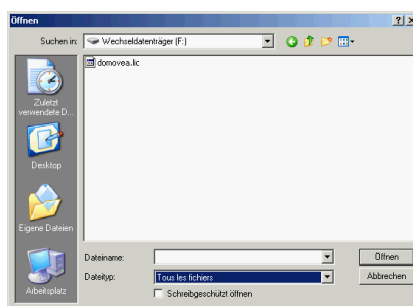 Öffnen
Suchen in: Wechseldatenträger (F:)
domovea.lic
Zuletzt
verwendete D...
Desktop
Eigene Dateien
Arbeitsplatz
Dateiname: Öffnen
Dateityp: Tous les fichiers Abbrechen
Schreibgeschützt öffnen